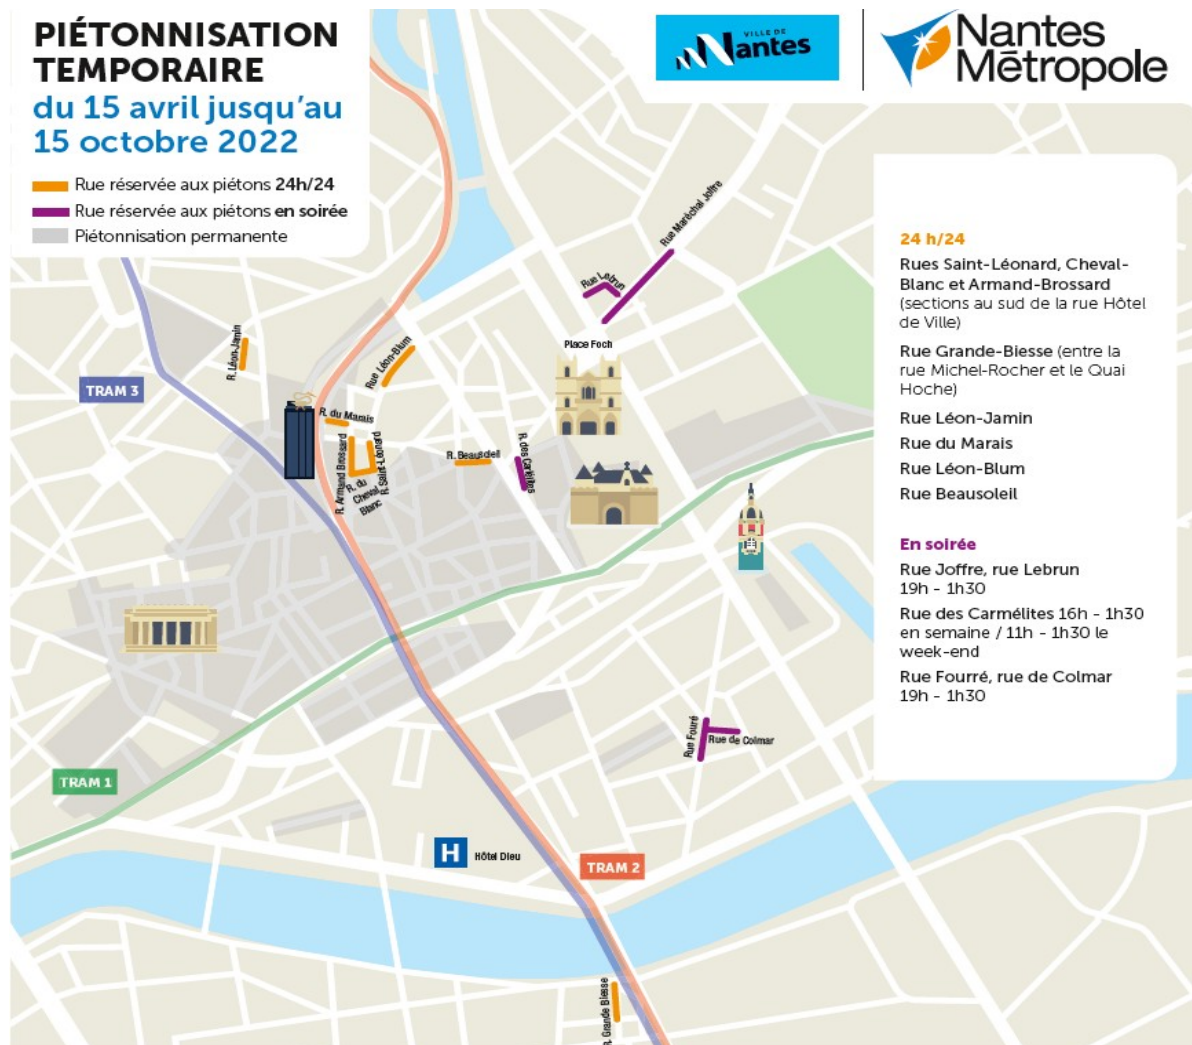 PIÉTONNISATION
TEMPORAIRE
du 15 avril jusqu'au
15 octobre 2022
Rue réservée aux piétons 24h/24
Rue réservée aux piétons en soirée
Piétonnisation permanente
VILLE DE
Nantes
Nantes
Métropole
24 h/24
Rues Saint-Léonard, Cheval-
Blanc et Armand-Brossard
(sections au sud de la rue Hôtel
de Ville)
Rue Grande-Biesse (entre la
rue Michel-Rocher et le Quai
Hoche)
Rue Léon-Jamin
Rue du Marais
Rue Léon-Blum
Rue Beausoleil
En soirée
Rue Joffre, rue Lebrun
19h - 1h30
Rue des Carmélites 16h - 1h30
en semaine / 11h - 1h30 le
week-end
Rue Fourré, rue de Colmar
19h - 1h30
Rue Maréchal Joffre
Rue Lebrun
Place Foch
R. Léon-Jamin
Rue Léon-Blum
TRAM 3
R. du Marais
R. Armand Brossard
R. Saint-Léonard
R. du
Cheval
Blanc
R. Beausoleil
R. des Carmélites
Rue Fouré
Rue de Colmar
TRAM 1
H
Hôtel Dieu
TRAM 2
R. Grande Biesse